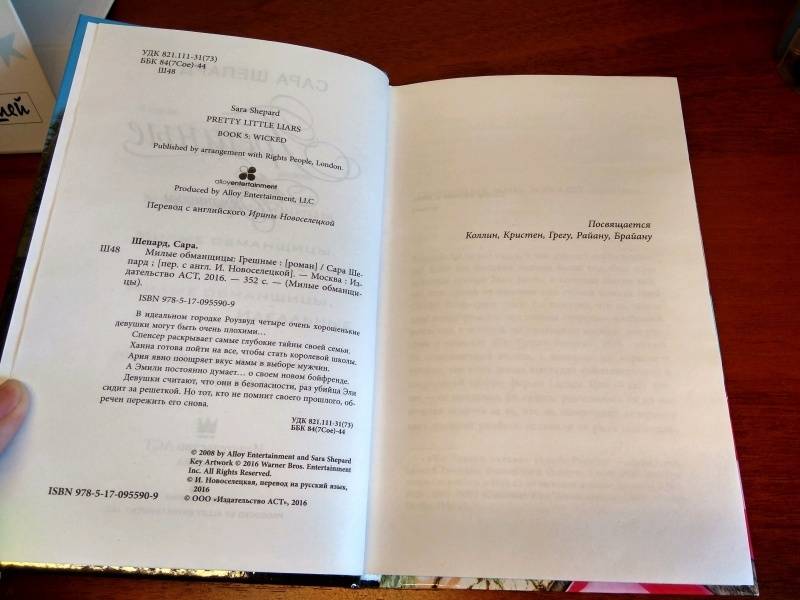 УДК 821.111-31(73)
ББК 84(7Сое)-44
Ш48
Sara Shepard
PRETTY LITTLE LIARS
BOOK 5: WICKED
Published by arrangement with Rights People, London.
alloyentertainment
Produced by Alloy Entertainment, LLC
Перевод с английского Ирины Новоселецкой
Шепард, Сара.
Ш48 Милые обманщицы: Грешные : [роман] / Сара Ше-
пард ; [пер. с англ. И. Новоселецкой]. — Москва : Из-
дательство АСТ, 2016. — 352 с. — (Милые обманщи-
цы).
ISBN 978-5-17-095590-9
В идеальном городке Роузвуд четыре очень хорошенькие
девушки могут быть очень плохими…
Спенсер раскрывает самые глубокие тайны своей семьи.
Ханна готова пойти на все, чтобы стать королевой школы.
Ария явно поощряет вкус мамы в выборе мужчин.
А Эмили постоянно думает… о своем новом бойфренде.
Девушки считают, что они в безопасности, раз убийца Эли
сидит за решеткой. Но тот, кто не помнит своего прошлого, об-
речен пережить его снова.
УДК 821.111-31(73)
ББК 84(7Сое)-44
© 2008 by Alloy Entertainment and Sara Shepard
Key Artwork © 2016 Warner Bros. Entertainment
Inc. All Rights Reserved.
© И. Новоселецкая, перевод на русский язык,
2016
© ООО «Издательство АСТ», 2016
ISBN 978-5-17-095590-9
Посвящается
Коллин, Кристен, Грегу, Райану, Брайану